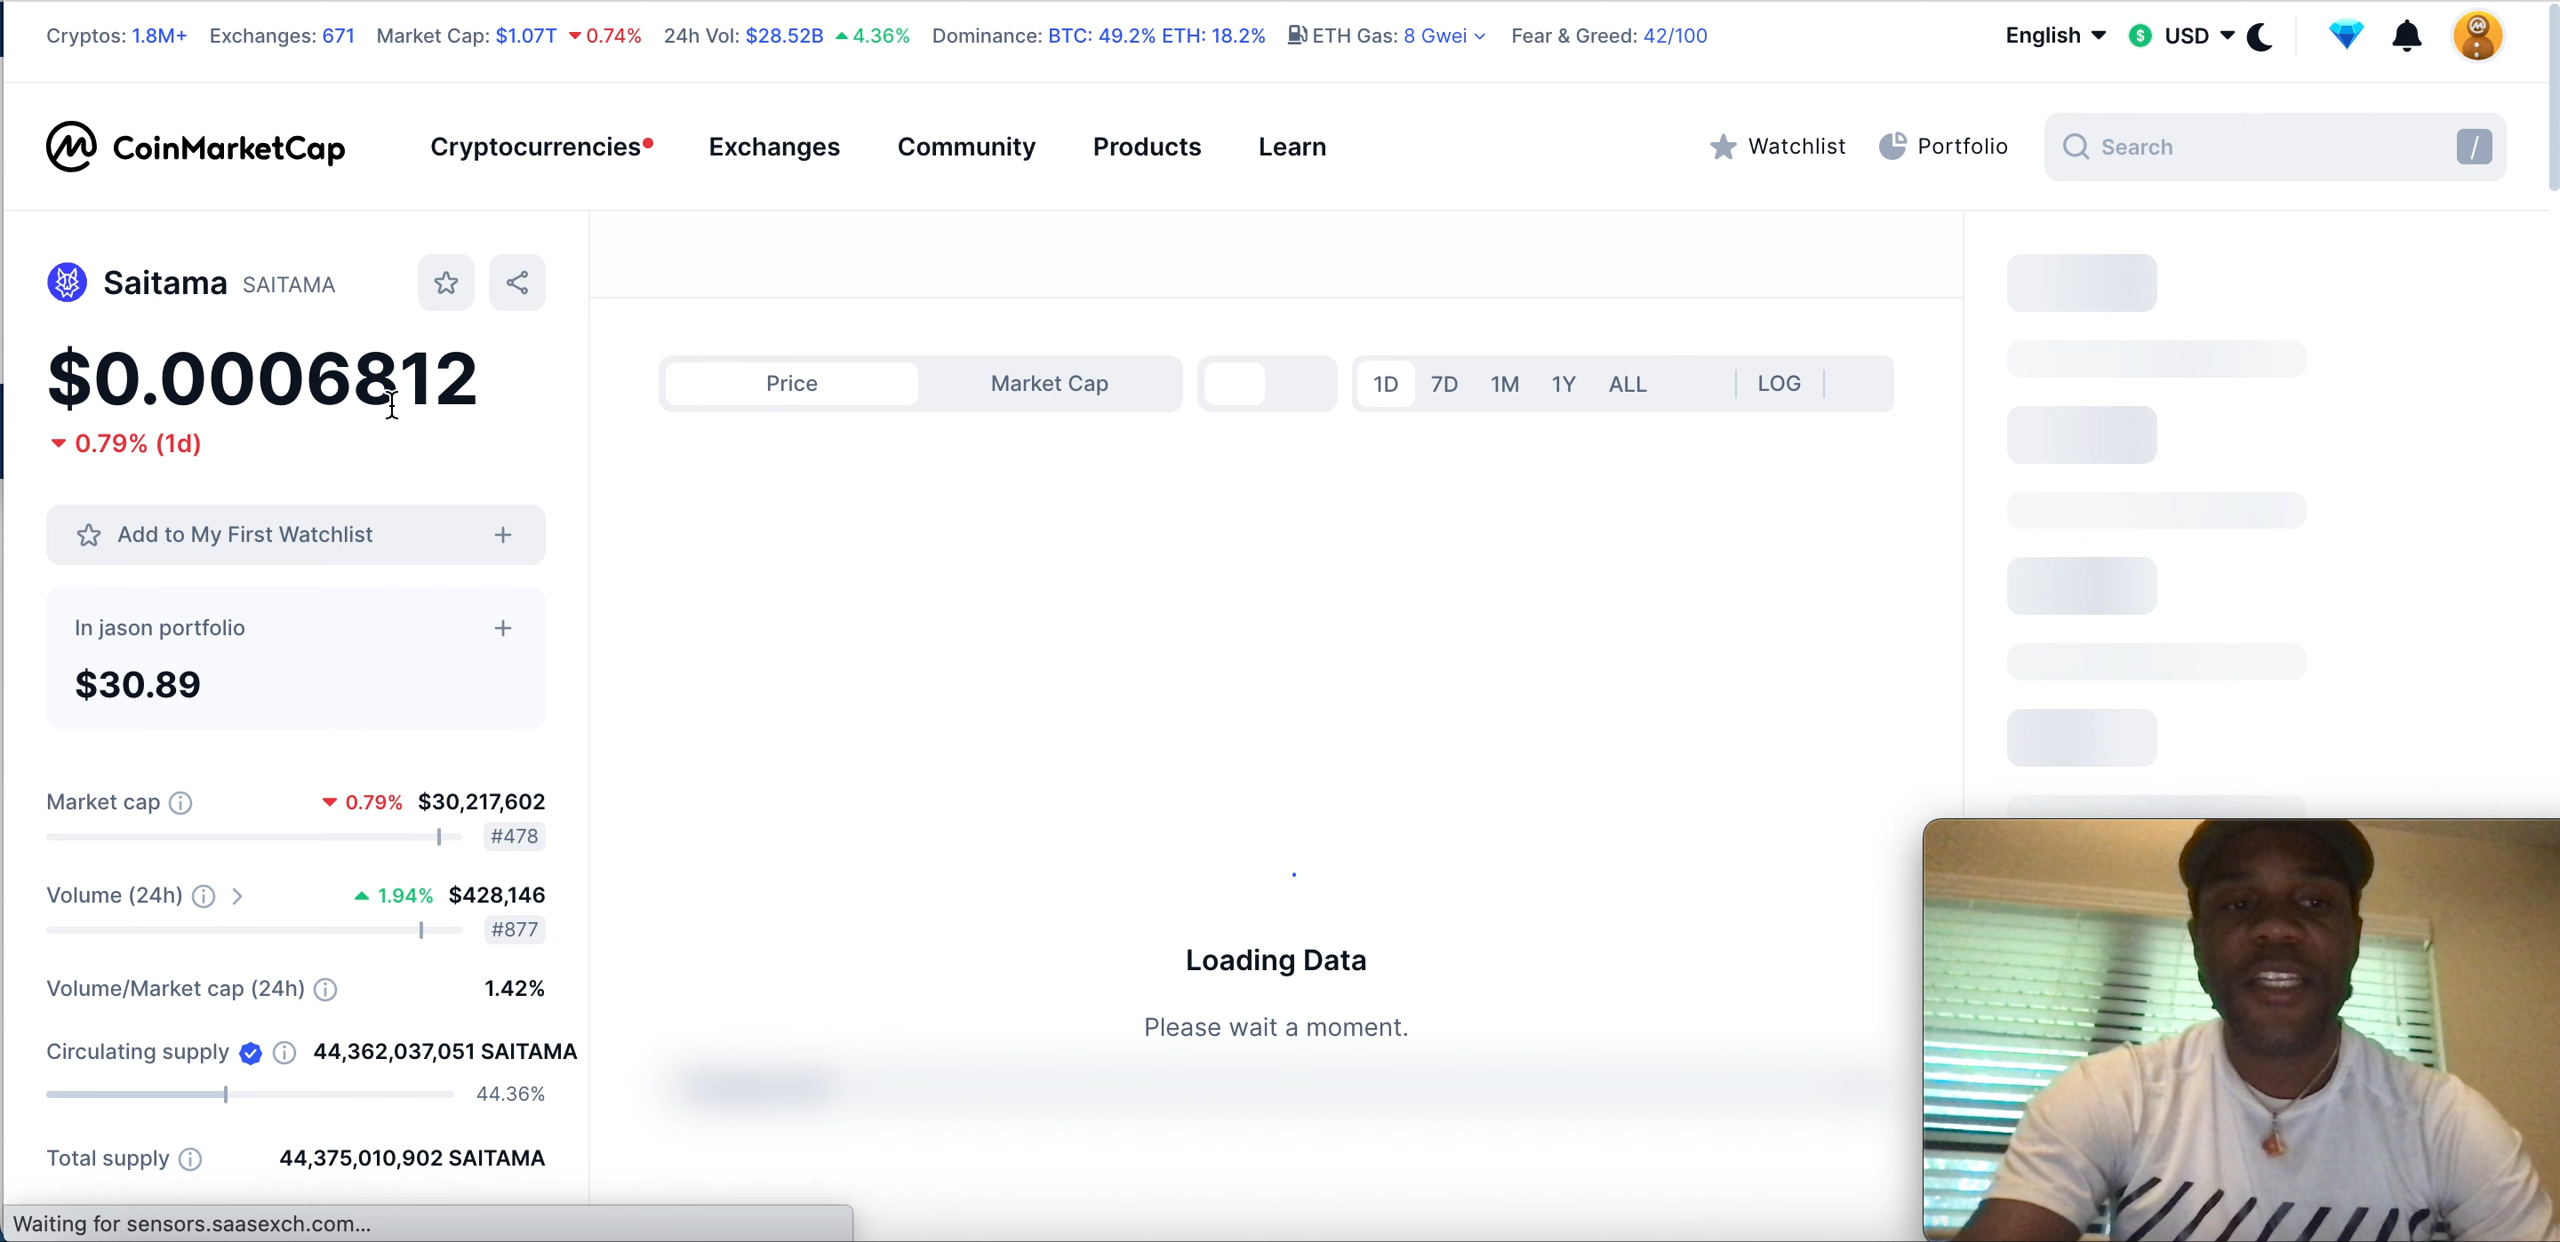 Cryptos: 1.8M+ Exchanges: 671 Market Cap: $1.07T 0.74% 24h Vol: $28.52B 4.36% Dominance: BTC: 49.2% ETH: 18.2% ETH Gas: 8 Gwei Fear & Greed: 42/100 English $ USD
CoinMarketCap Cryptocurrencies Exchanges Community Products Learn Watchlist Portfolio Search /
Saitama SAITAMA
$0.0006812
0.79% (1d)
Price Market Cap 1D 7D 1M 1Y ALL LOG
Add to My First Watchlist +
In jason portfolio +
$30.89
Market cap 0.79% $30,217,602
#478
Volume (24h) 1.94% $428,146
#877
Volume/Market cap (24h) 1.42%
Circulating supply 44,362,037,051 SAITAMA
44.36%
Total supply 44,375,010,902 SAITAMA
Loading Data
Please wait a moment.
Waiting for sensors.saasexch.com...